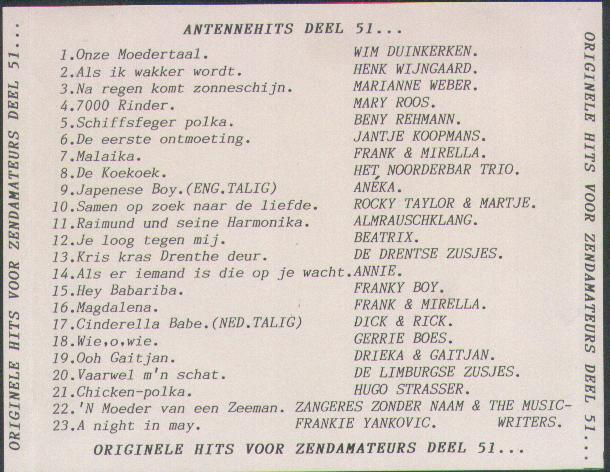 ANTENNEHITS DEEL 51...
1.Onze Moedertaal. WIM DUINKERKEN.
2.Als ik wakker wordt. HENK WIJNGAARD.
3.Na regen komt zonneschijn. MARIANNE WEBER.
4.7000 Rinder. MARY ROOS.
5.Schiffsfeger polka. BENY REHMANN.
6.De eerste ontmoeting. JANTJE KOOPMANS.
7.Malaika. FRANK & MIRELLA.
8.De Koekoek. HET NOORDERBAR TRIO.
9.Japenese Boy.(ENG.TALIG) ANÉKA.
10.Samen op zoek naar de liefde. ROCKY TAYLOR & MARTJE.
11.Raimund und seine Harmonika. ALMRAUSCHKLANG.
12.Je loog tegen mij. BEATRIX.
13.Kris kras Drenthe deur. DE DRENTSE ZUSJES.
14.Als er iemand is die op je wacht.ANNIE.
15.Hey Babariba. FRANKY BOY.
16.Magdalena. FRANK & MIRELLA.
17.Cinderella Babe.(NED.TALIG) DICK & RICK.
18.Wie,o,wie. GERRIE BOES.
19.Ooh Gaitjan. DRIEKA & GAITJAN.
20.Vaarwel m'n schat. DE LIMBURGSE ZUSJES.
21.Chicken-polka. HUGO STRASSER.
22.'N Moeder van een Zeeman. ZANGERES ZONDER NAAM & THE MUSIC-
23.A night in may. FRANKIE YANKOVIC. WRITERS.
ORIGINELE HITS VOOR ZENDAMATEURS DEEL 51...
ORIGINELE HITS VOOR ZENDAMATEURS DEEL 51...
ORIGINELE HITS VOOR ZENDAMATEURS DEEL 51...